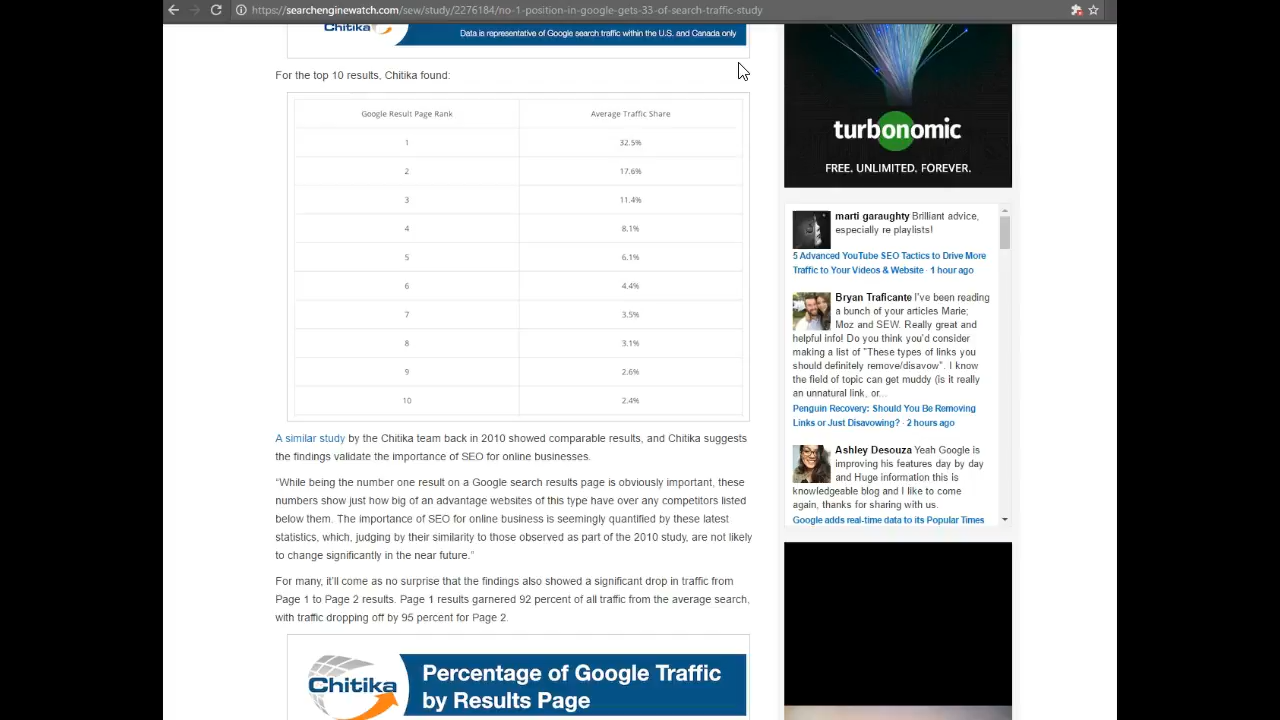 https://searchenginewatch.com/sew/study/2276184/no-1-position-in-google-gets-33-of-search-traffic-study
Chitika
Data is representative of Google search traffic within the U.S. and Canada only
For the top 10 results, Chitika found:
Google Result Page Rank Average Traffic Share
1 32.5%
2 17.6%
3 11.4%
4 8.1%
5 6.1%
6 4.4%
7 3.5%
8 3.1%
9 2.6%
10 2.4%
A similar study by the Chitika team back in 2010 showed comparable results, and Chitika suggests
the findings validate the importance of SEO for online businesses.
“While being the number one result on a Google search results page is obviously important, these
numbers show just how big of an advantage websites of this type have over any competitors listed
below them. The importance of SEO for online business is seemingly quantified by these latest
statistics, which, judging by their similarity to those observed as part of the 2010 study, are not likely
to change significantly in the near future.”
For many, it’ll come as no surprise that the findings also showed a significant drop in traffic from
Page 1 to Page 2 results. Page 1 results garnered 92 percent of all traffic from the average search,
with traffic dropping off by 95 percent for Page 2.
Chitika
Percentage of Google Traffic
by Results Page
turbonomic
FREE. UNLIMITED. FOREVER.
marti garaughty Brilliant advice,
especially re playlists!
5 Advanced YouTube SEO Tactics to Drive More
Traffic to Your Videos & Website · 1 hour ago
Bryan Traficante I've been reading
a bunch of your articles Marie;
Moz and SEW. Really great and
helpful info! Do you think you'd consider
making a list of "These types of links you
should definitely remove/disavow". I know
the field of topic can get muddy (is it really
an unnatural link, or...
Penguin Recovery: Should You Be Removing
Links or Just Disavowing? · 2 hours ago
Ashley Desouza Yeah Google is
improving his features day by day
and Huge information this is
knowledgeable blog and I like to come
again, thanks for sharing with us.
Google adds real-time data to its Popular Times